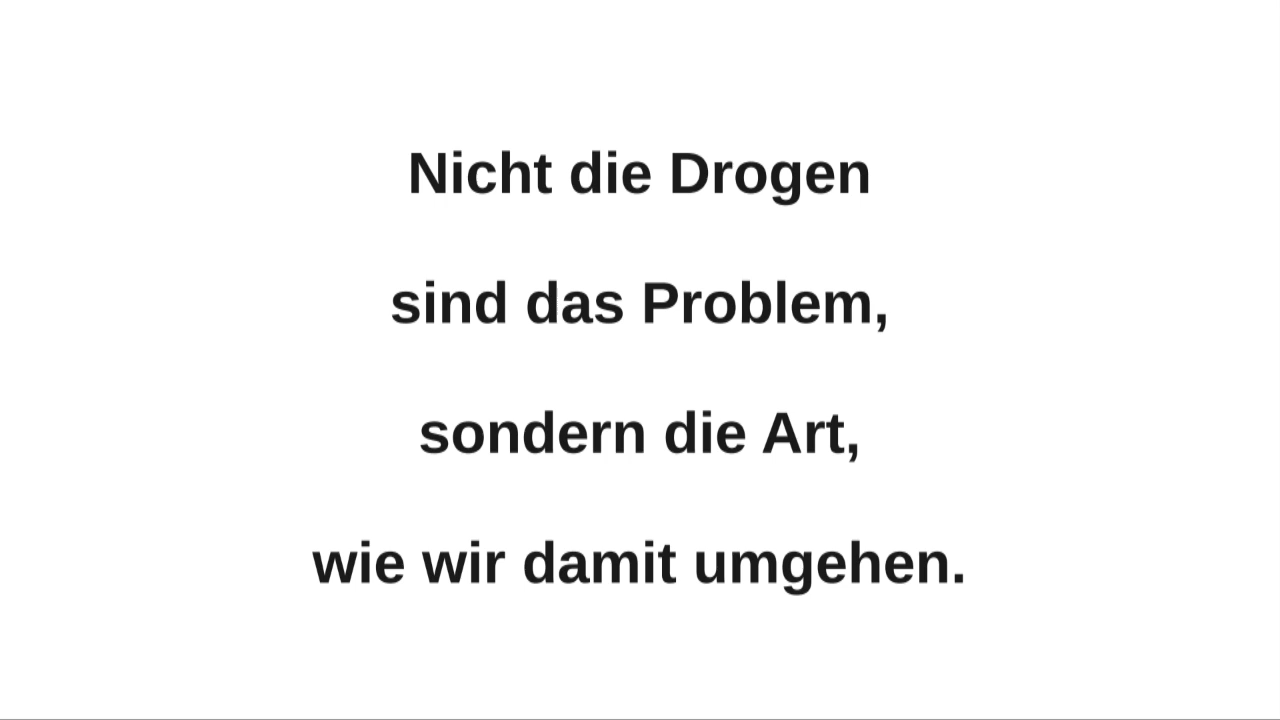 Nicht die Drogen
sind das Problem,
sondern die Art,
wie wir damit umgehen.